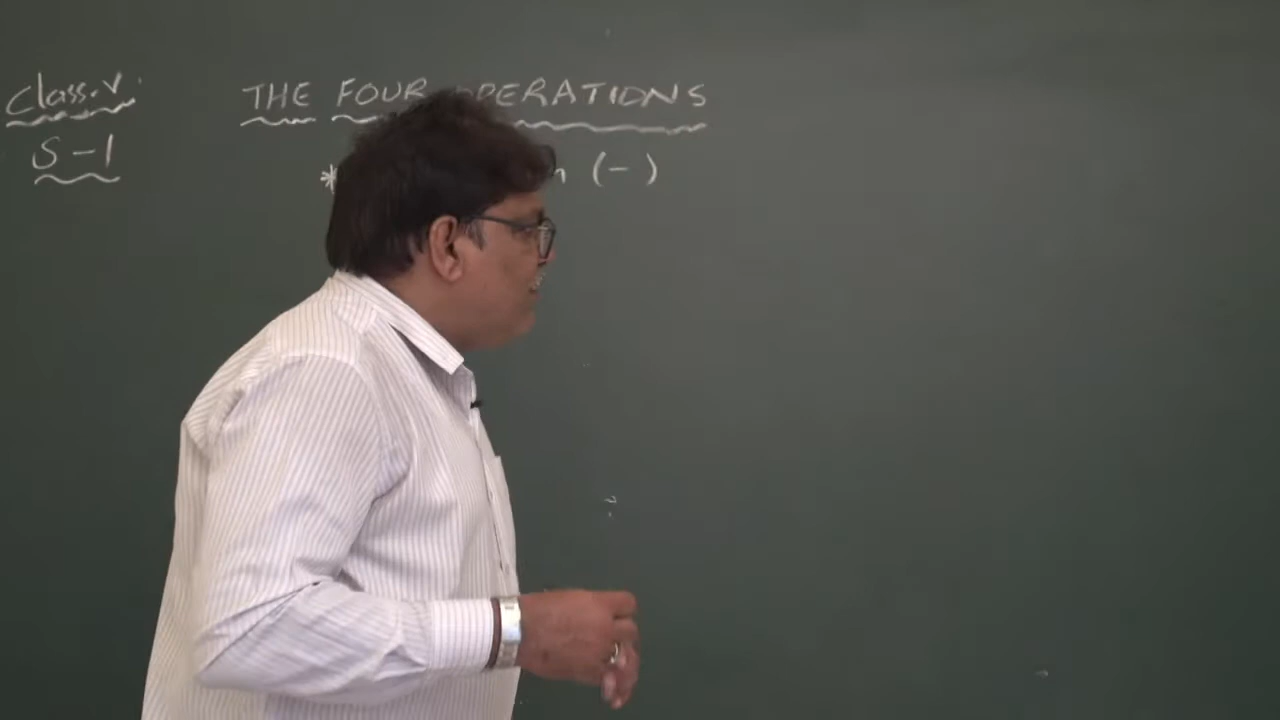 Class.V
THE FOUR OPERATIONS
S-1
* (-)